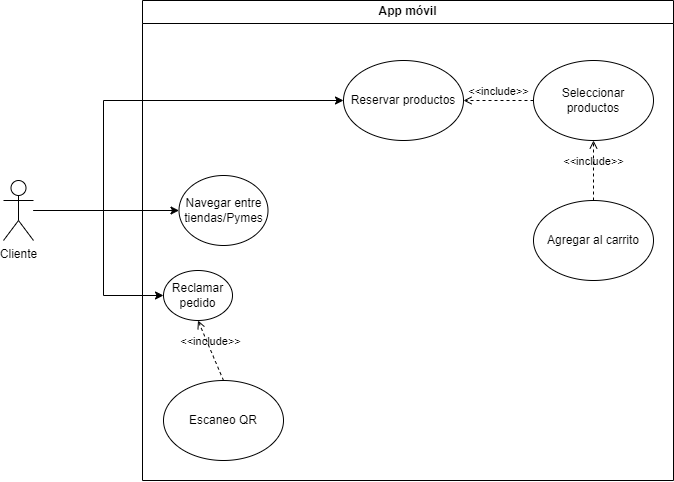 App móvil
Reservar productos
<<include>>
Seleccionar
productos
<<include>>
Navegar entre
tiendas/Pymes
Agregar al carrito
Cliente
Reclamar
pedido
<<include>>
Escaneo QR